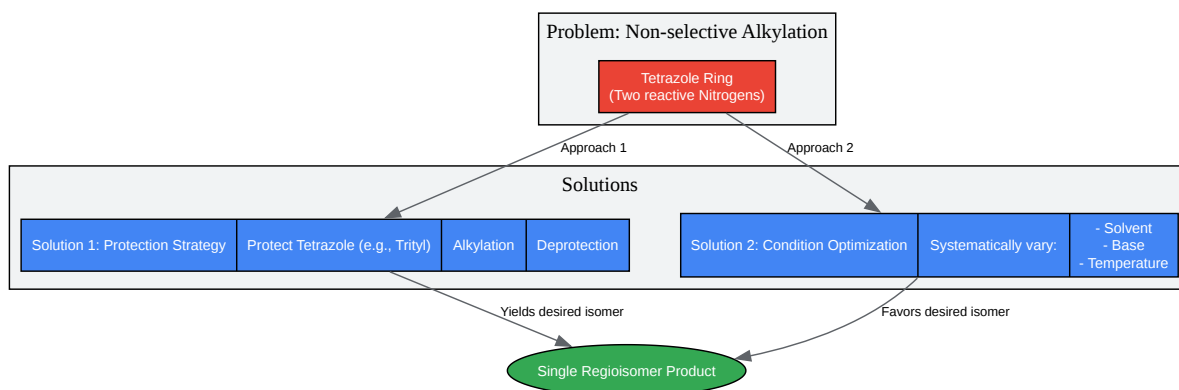 Problem: Non-selective Alkylation
Tetrazole Ring
(Two reactive Nitrogens)
Approach 1
Approach 2
Solutions
Solution 1: Protection Strategy
Protect Tetrazole (e.g., Trityl)
Alkylation
Deprotection
Solution 2: Condition Optimization
Systematically vary:
- Solvent
- Base
- Temperature
Yields desired isomer
Favors desired isomer
Single Regioisomer Product